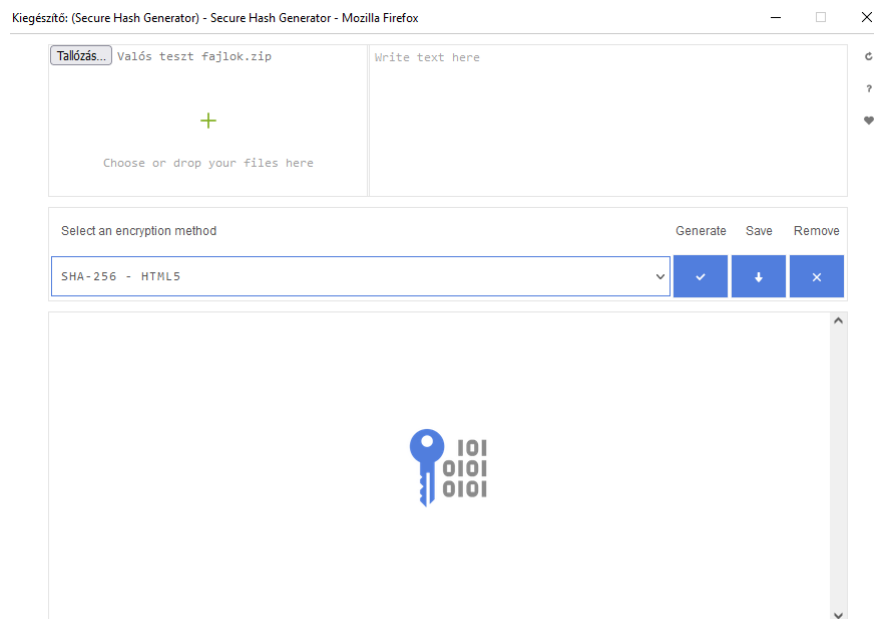 Kiegészítő: (Secure Hash Generator) - Secure Hash Generator - Mozilla Firefox
Tallózás... Valós teszt fajlok.zip
Write text here
?
+
Choose or drop your files here
Select an encryption method
Generate Save Remove
SHA-256 - HTML5
101
0101
0101